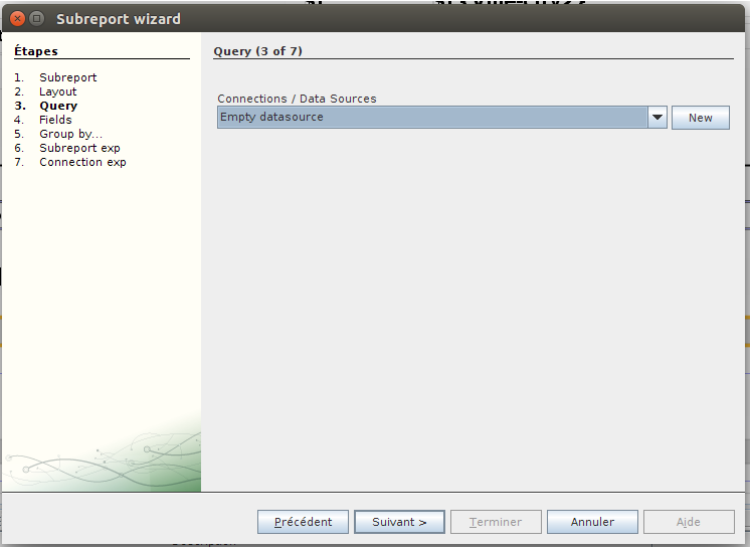 Subreport wizard
Étapes
1. Subreport
2. Layout
3. Query
4. Fields
5. Group by...
6. Subreport exp
7. Connection exp
Query (3 of 7)
Connections / Data Sources
Empty datasource
New
Précédent
Suivant >
Terminer
Annuler
Aide